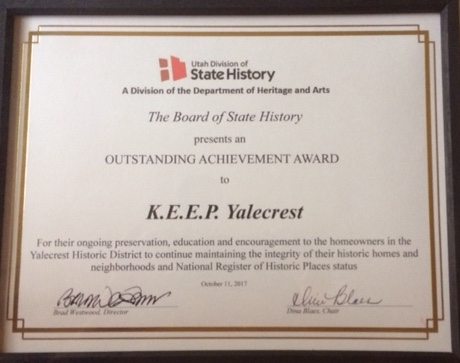 Utah Division of
State History
A Division of the Department of Heritage and Arts
The Board of State History
presents an
OUTSTANDING ACHIEVEMENT AWARD
to
K.E.E.P. Yalecrest
For their ongoing preservation, education and encouragement to the homeowners in the
Yalecrest Historic District to continue maintaining the integrity of their historic homes and
neighborhoods and National Register of Historic Places status
October 11, 2017
Brad Westwood, Director
Dina Blaes
Dina Blaes, Chair